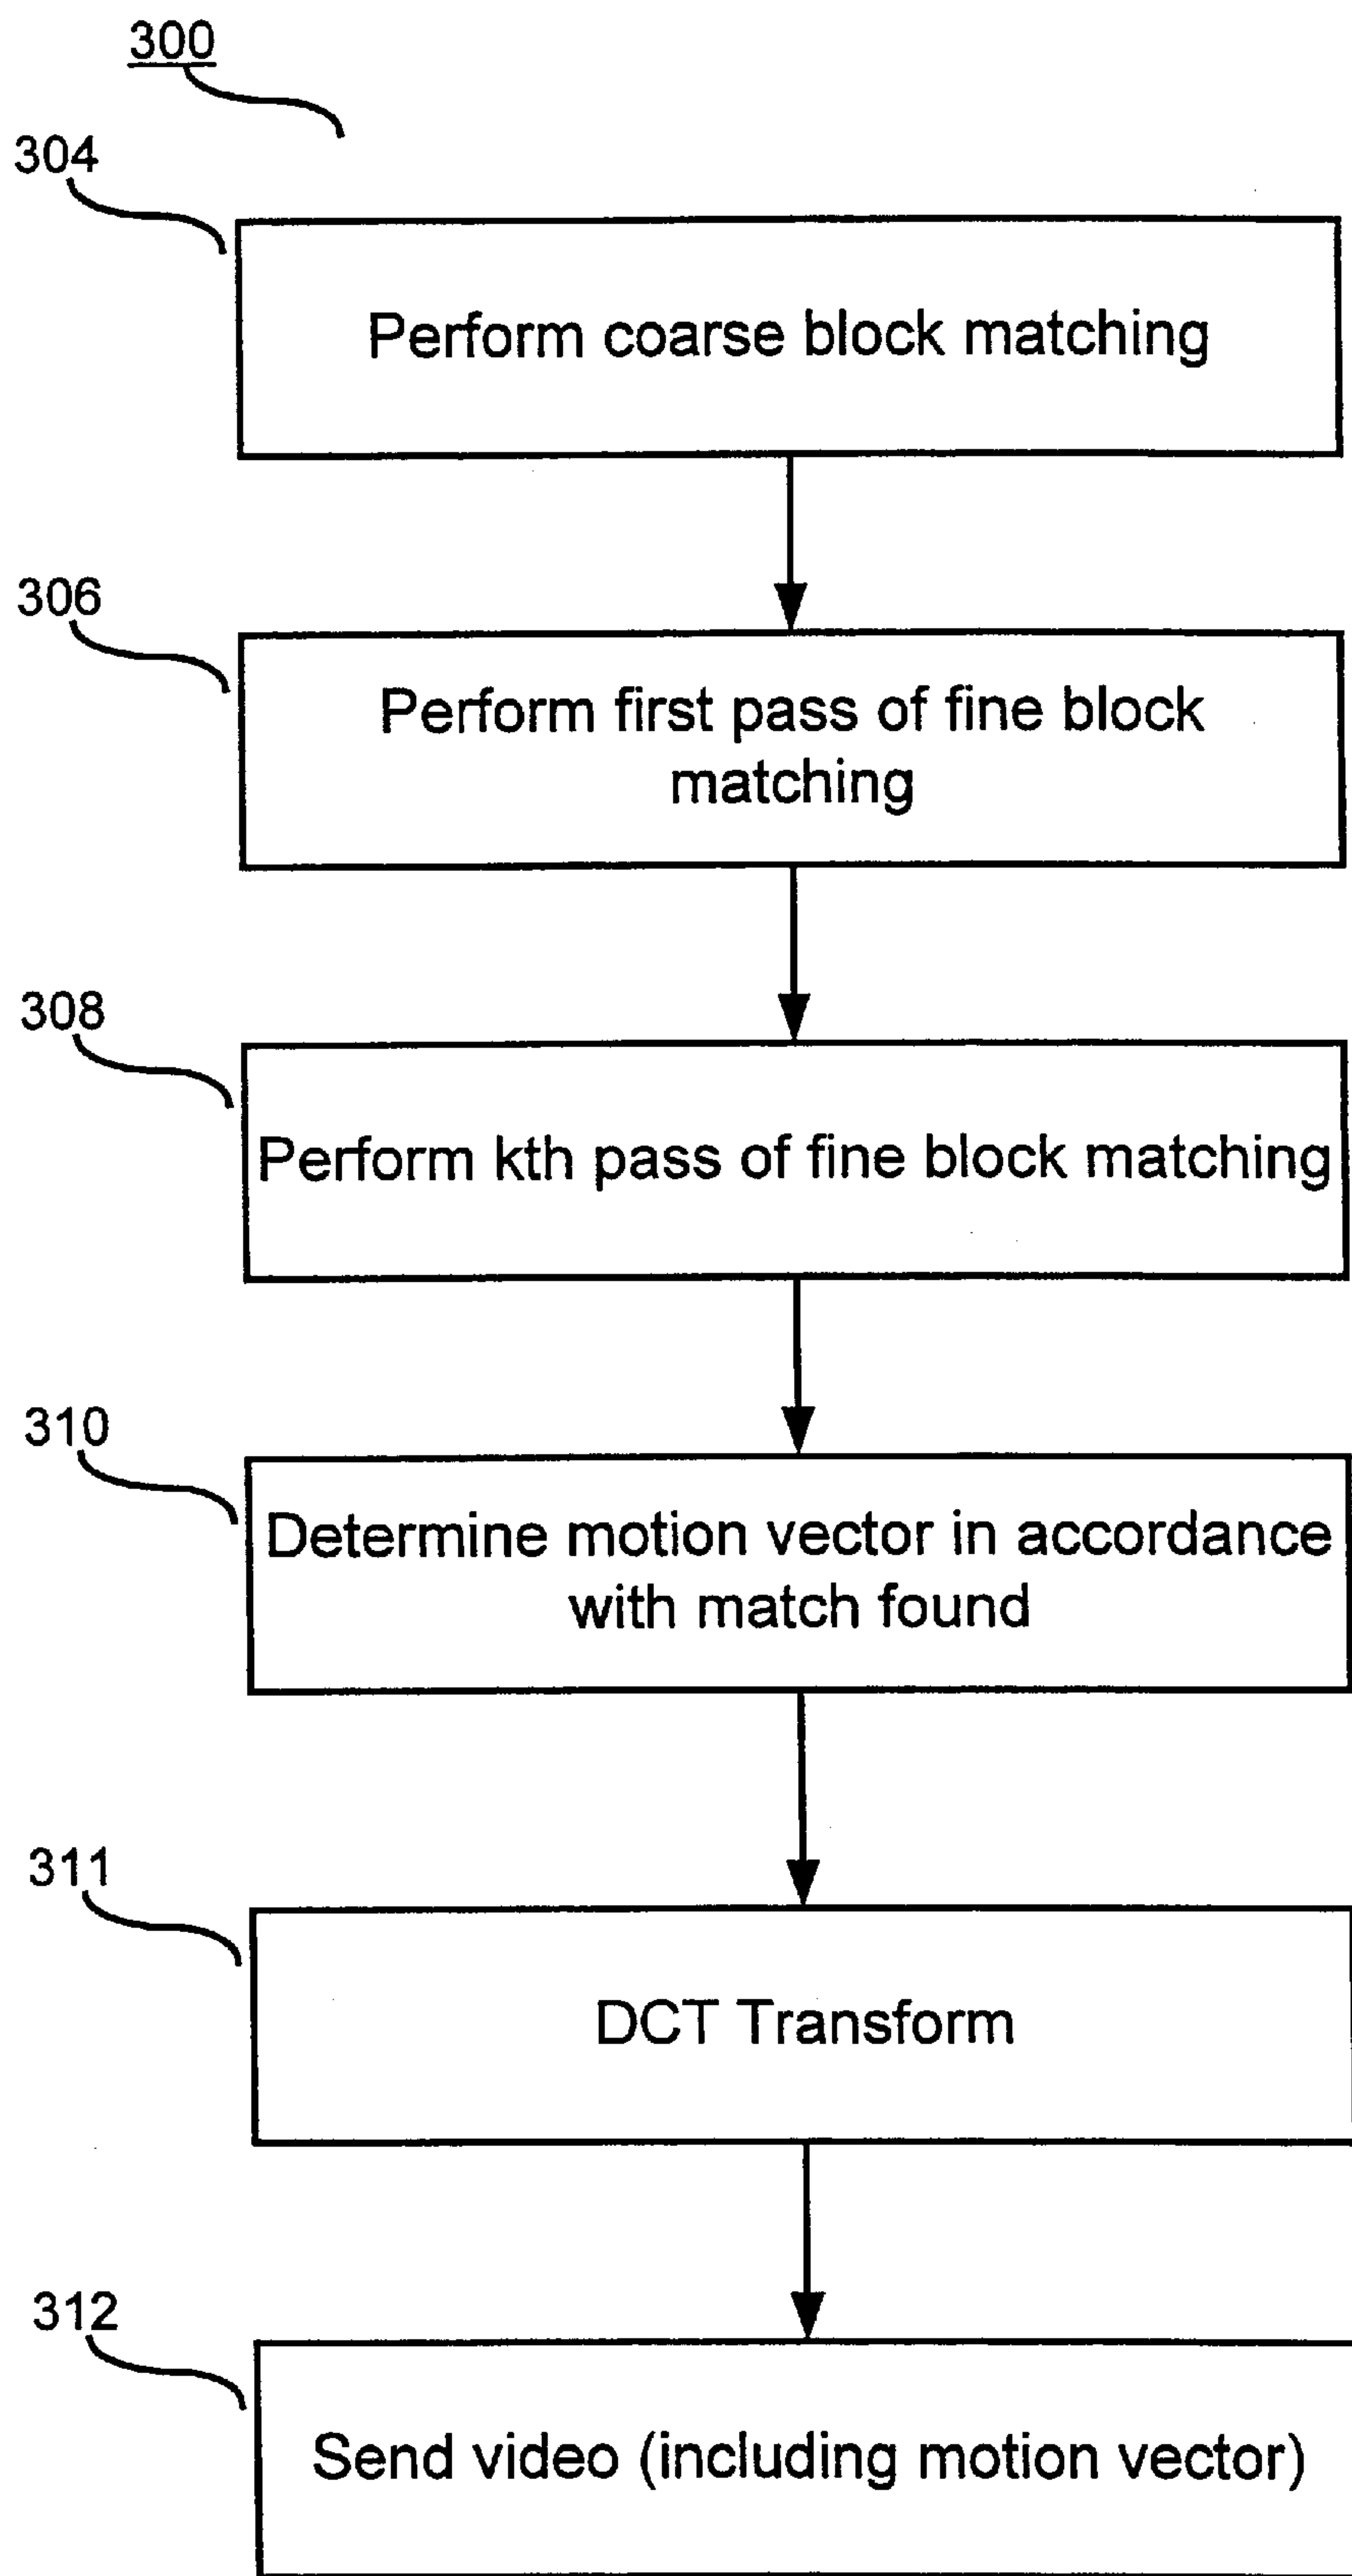 300
304
Perform coarse block matching
306
Perform first pass of fine block
matching
308
Perform kth pass of fine block matching
310
Determine motion vector in accordance
with match found
311
DCT Transform
312
Send video (including motion vector)